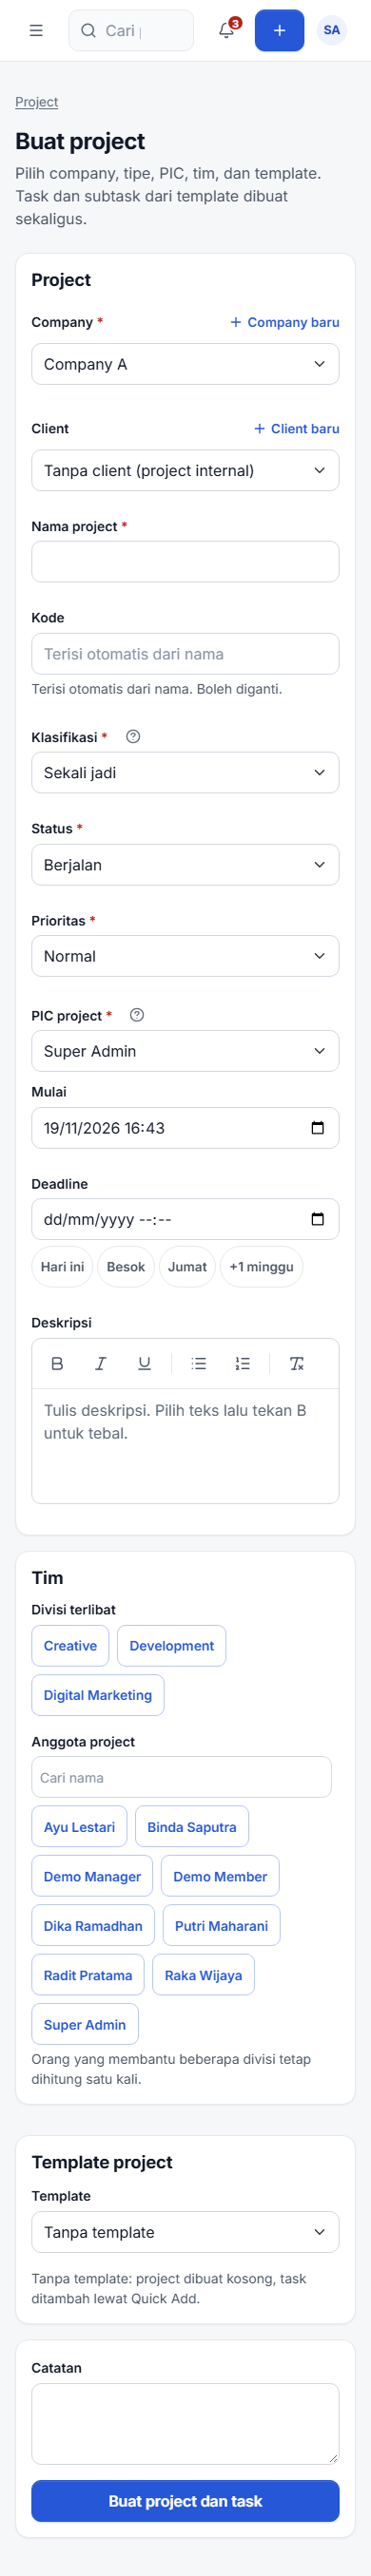 Cari
3
SA
Project
Buat project
Pilih company, tipe, PIC, tim, dan template.
Task dan subtask dari template dibuat
sekaligus.
Project
Company *
+ Company baru
Company A
Client
+ Client baru
Tanpa client (project internal)
Nama project *
Kode
Terisi otomatis dari nama
Terisi otomatis dari nama. Boleh diganti.
Klasifikasi *
Sekali jadi
Status *
Berjalan
Prioritas *
Normal
PIC project *
Super Admin
Mulai
19/11/2026 16:43
Deadline
dd/mm/yyyy --:--
Hari ini
Besok
Jumat
+1 minggu
Deskripsi
Tulis deskripsi. Pilih teks lalu tekan B
untuk tebal.
Tim
Divisi terlibat
Creative
Development
Digital Marketing
Anggota project
Cari nama
Ayu Lestari
Binda Saputra
Demo Manager
Demo Member
Dika Ramadhan
Putri Maharani
Radit Pratama
Raka Wijaya
Super Admin
Orang yang membantu beberapa divisi tetap
dihitung satu kali.
Template project
Template
Tanpa template
Tanpa template: project dibuat kosong, task
ditambah lewat Quick Add.
Catatan
Buat project dan task